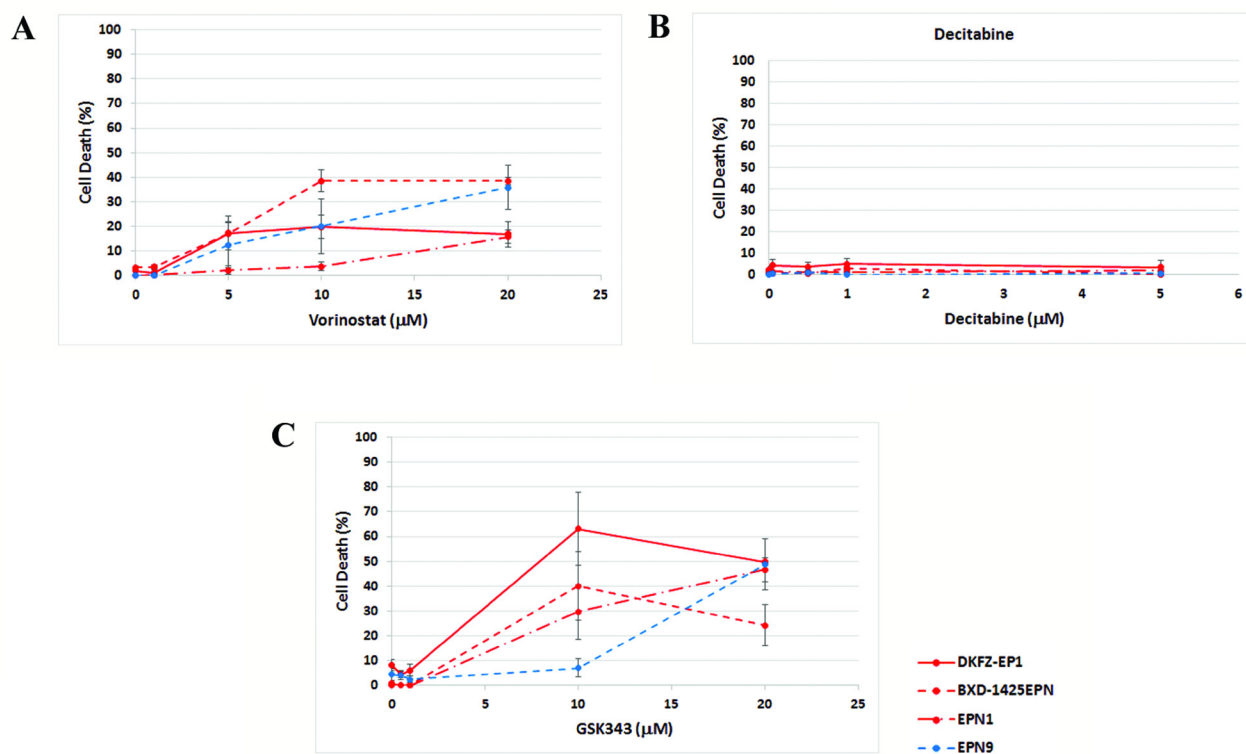 A
100
90
80
70
60
50
40
30
20
10
0
Cell Death (%)
0 5 10 15 20 25
Vorinostat (μM)
B
Decitabine
100
90
80
70
60
50
40
30
20
10
0
Cell Death (%)
0 1 2 3 4 5 6
Decitabine (μM)
C
100
90
80
70
60
50
40
30
20
10
0
Cell Death (%)
0 5 10 15 20 25
GSK343 (μM)
DKFZ-EP1
BXD-1425EPN
EPN1
EPN9